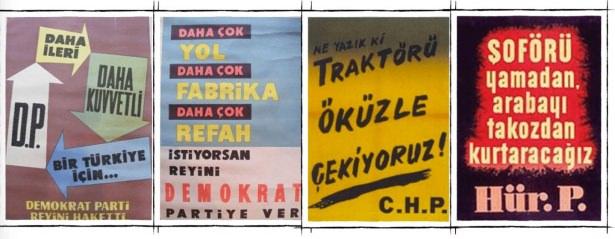 DAHA
İLERİ
DAHA
KUVVETLİ
D.P.
BİR TÜRKİYE
İÇİN...
DEMOKRAT PARTİ
REYİNİ HAKETTİ
DAHA ÇOK
YOL
DAHA ÇOK
FABRİKA
DAHA ÇOK
REFAH
İSTİYORSAN
REYİNİ
DEMOKRAT
PARTİYE VER
NE YAZIK Kİ
TRAKTÖRÜ
ÖKÜZLE
ÇEKİYORUZ!
C.H.P.
ŞOFÖRÜ
yamadan,
arabayı
takozdan
kurtaracağız
Hür. P.